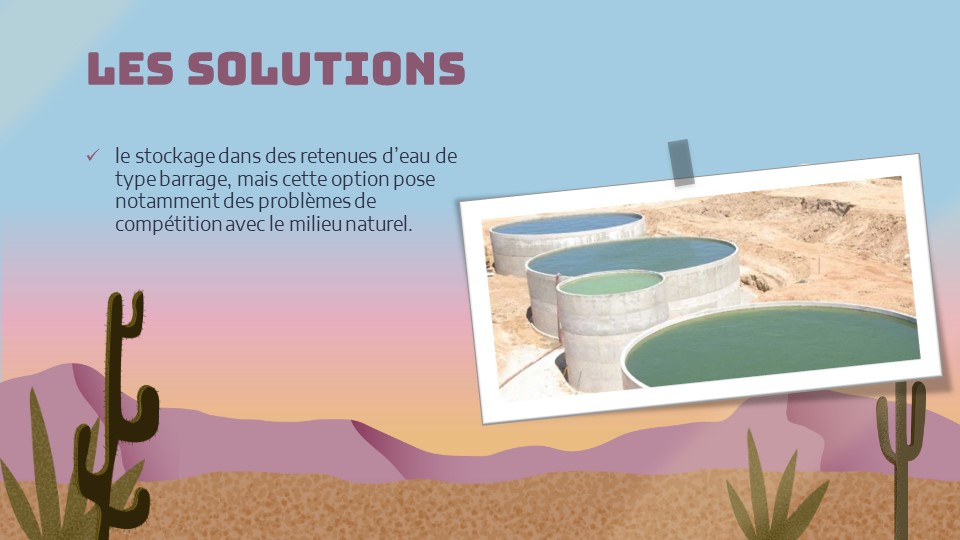 LES SOLUTIONS
le stockage dans des retenues d’eau de
type barrage, mais cette option pose
notamment des problèmes de
compétition avec le milieu naturel.